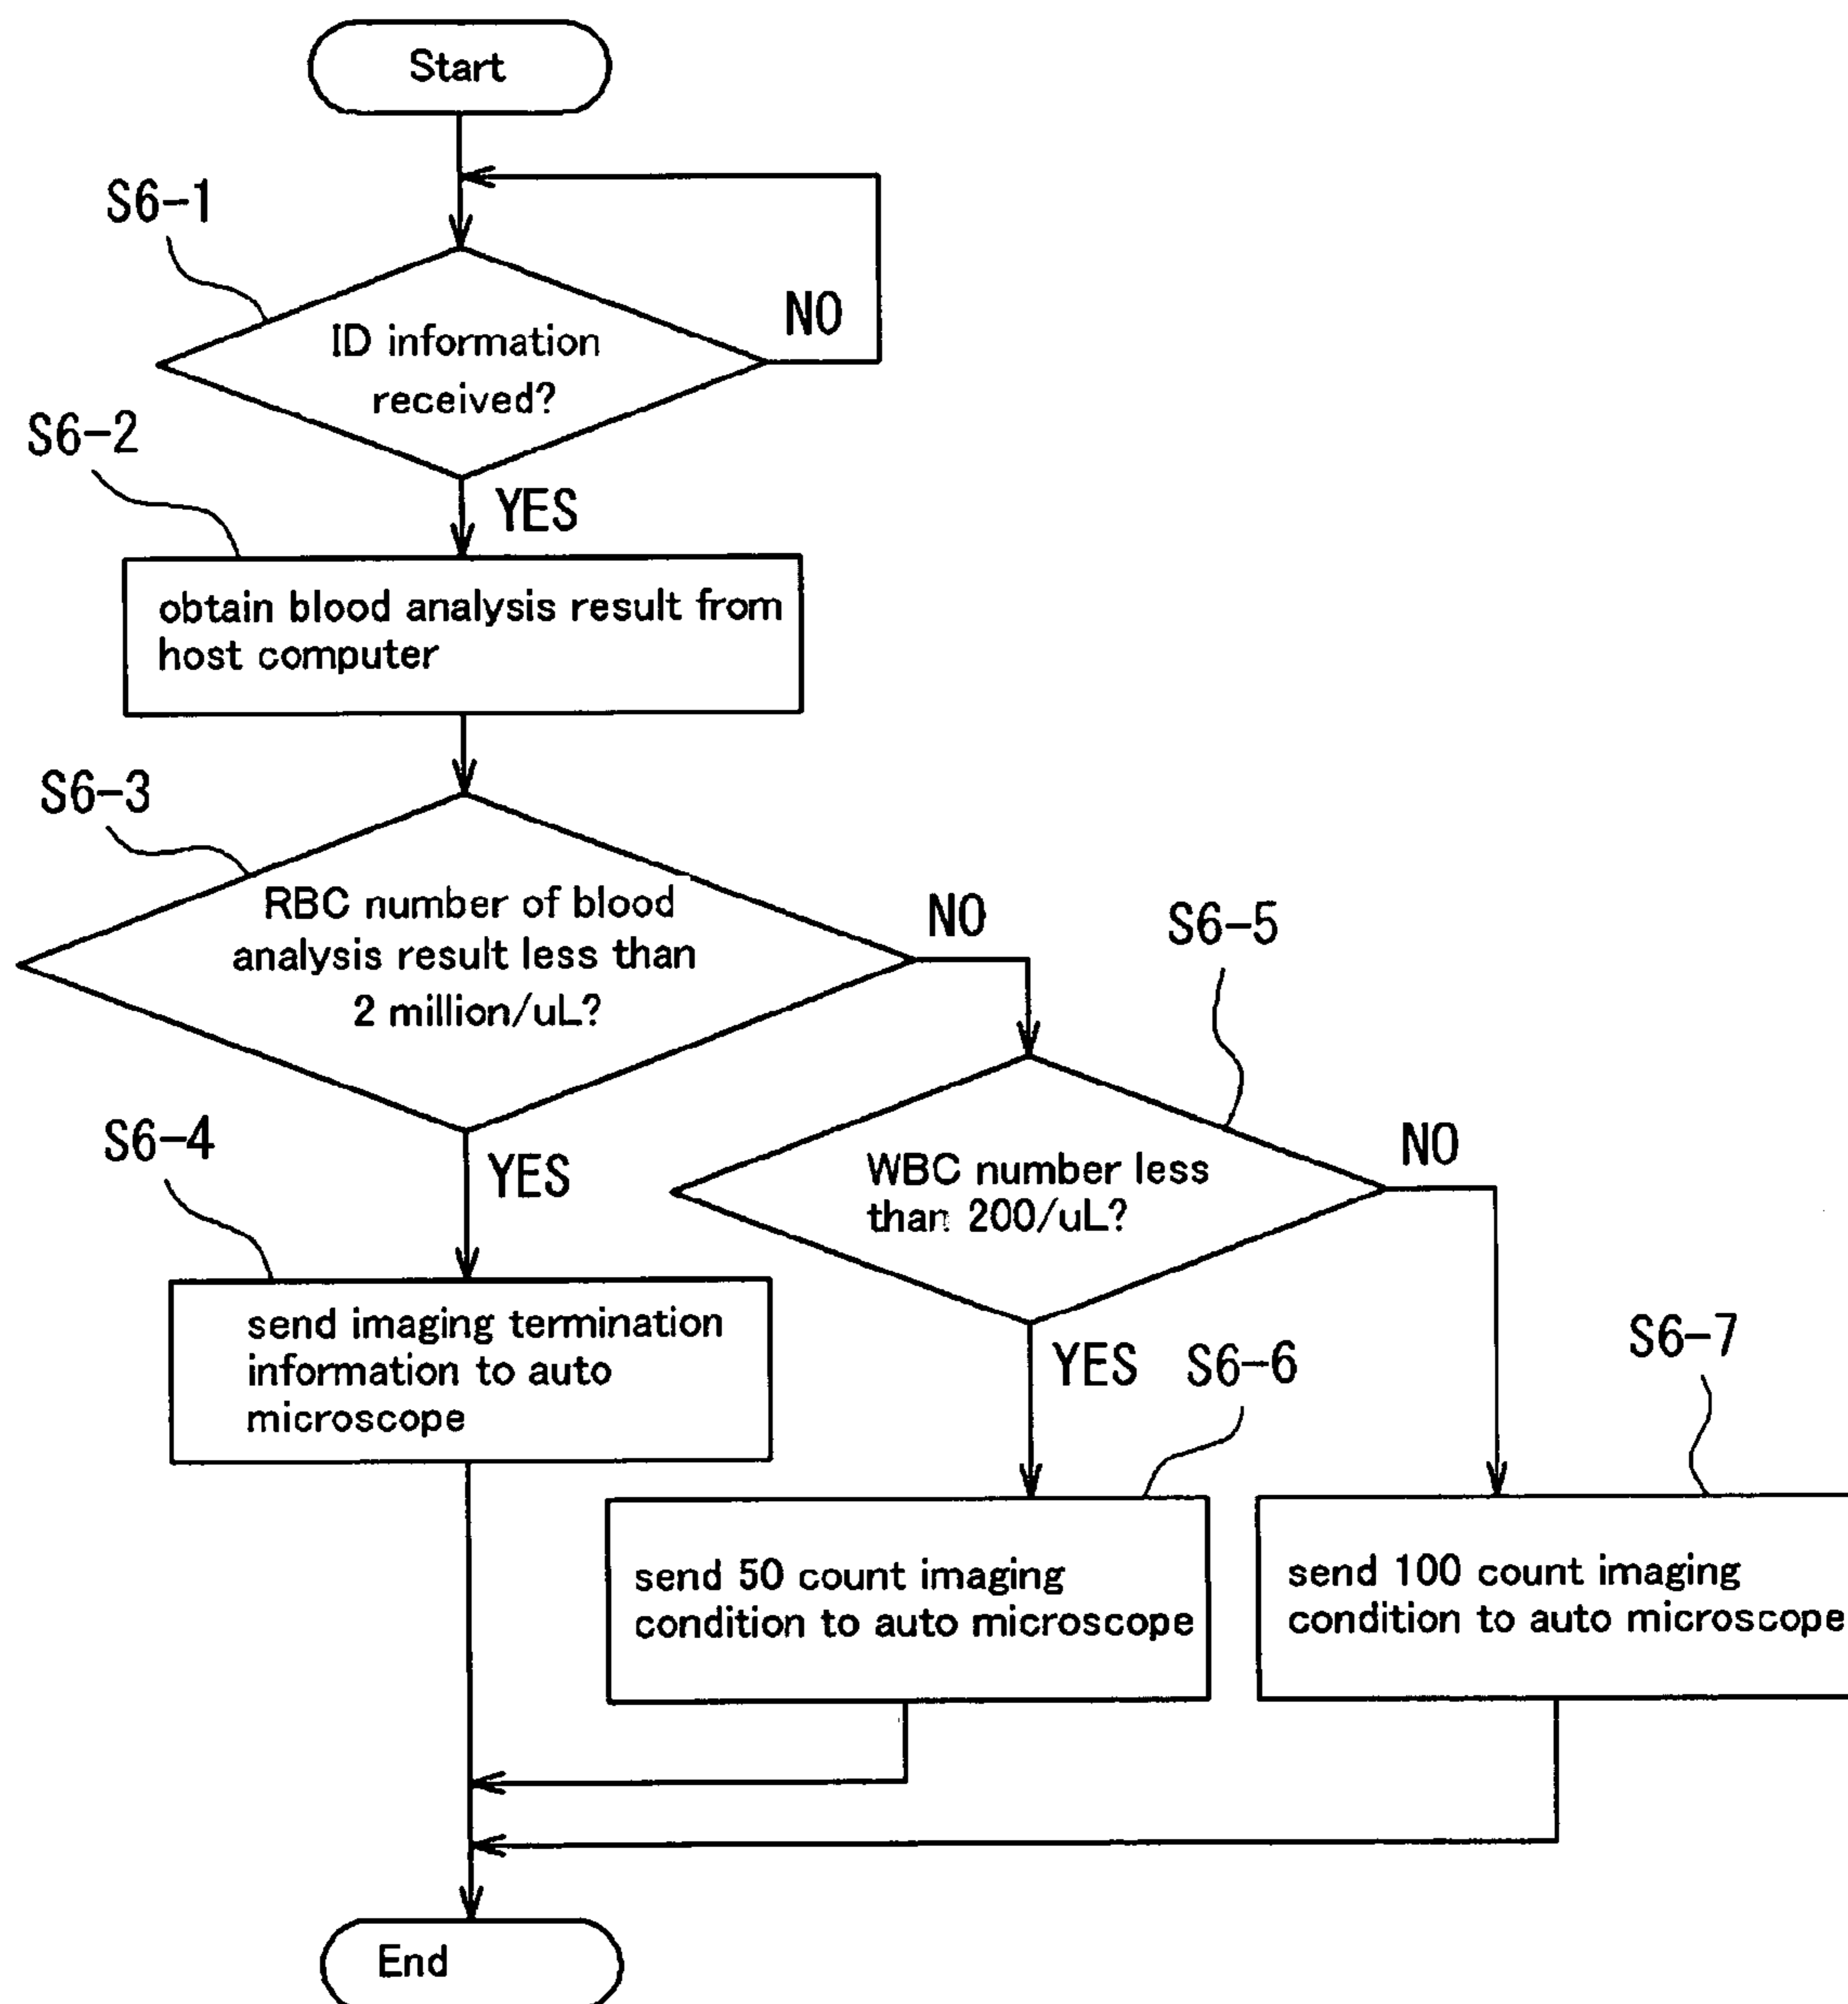 Start
S6-1
ID information
received?
NO
S6-2
YES
obtain blood analysis result from
host computer
S6-3
RBC number of blood
analysis result less than
2 million/uL?
NO
S6-5
S6-4
YES
WBC number less
than 200/uL?
NO
send imaging termination
information to auto
microscope
YES
S6-6
S6-7
send 50 count imaging
condition to auto microscope
send 100 count imaging
condition to auto microscope
End